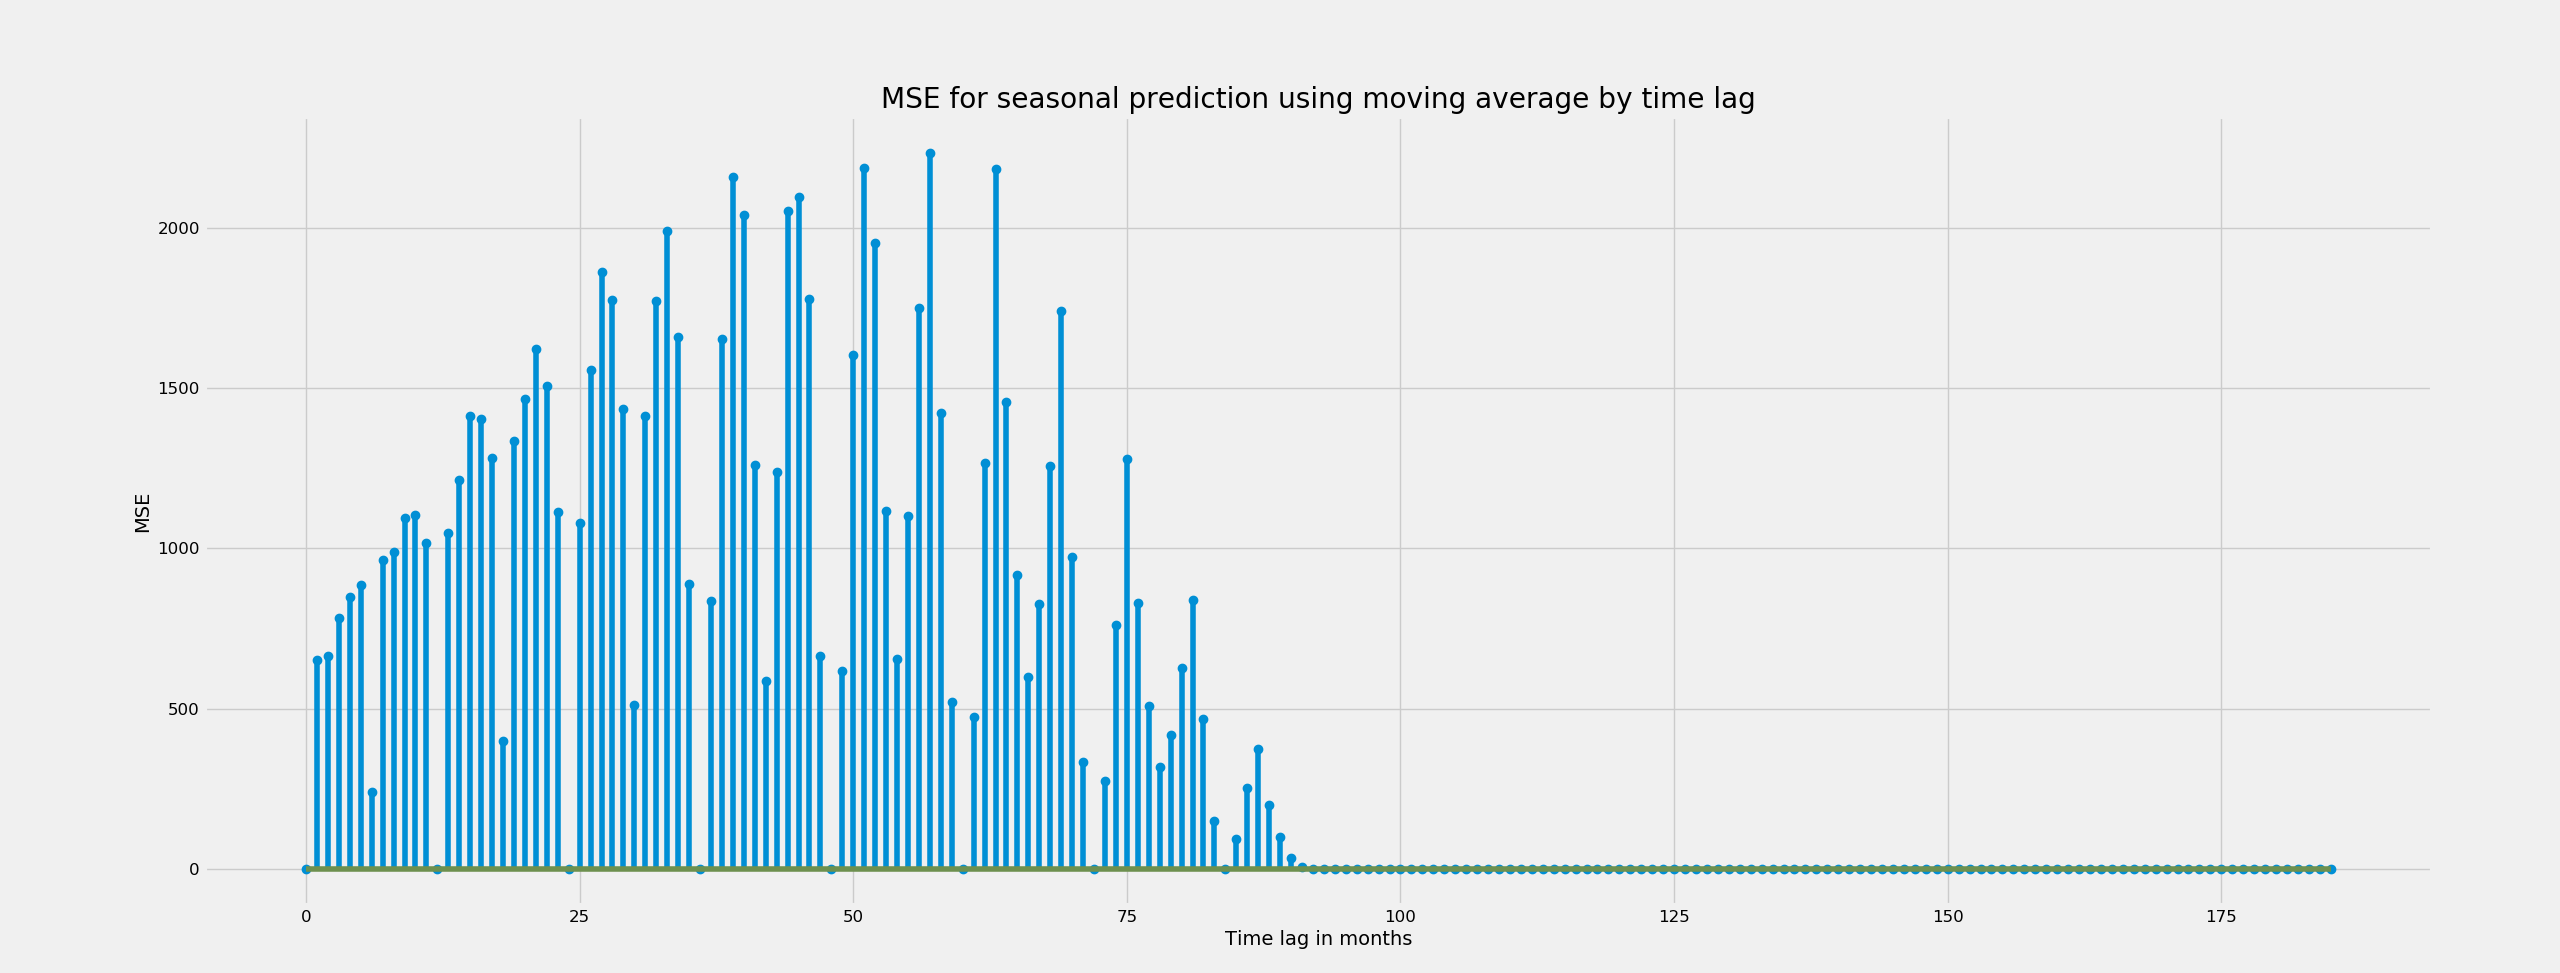 MSE for seasonal prediction using moving average by time lag
2000
1500
1000
500
0
MSE
0 25 50 75 100 125 150 175
Time lag in months